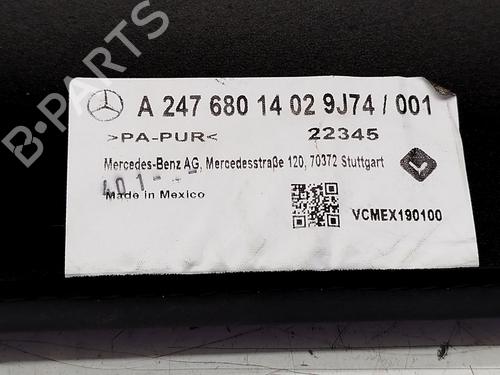 B-PARTS
A 247 680 14 02 9J74 / 001
>PA-PUR< 22345
Mercedes-Benz AG, Mercedesstraße 120, 70372 Stuttgart
Made in Mexico
VCMEX190100